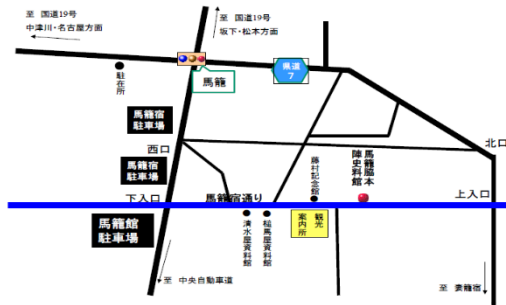 至 国道19号
中津川・名古屋方面
至 国道19号
坂下・松本方面
駐在所
馬籠
県道
7
馬籠宿
駐車場
西口
北口
馬籠宿
駐車場
藤村記念館
馬籠脇本
陣史料館
下入口
馬籠宿通り
上入口
馬籠館
駐車場
清水屋資料館
槌馬屋資料館
観光
案内所
至 中央自動車道
至 妻籠宿